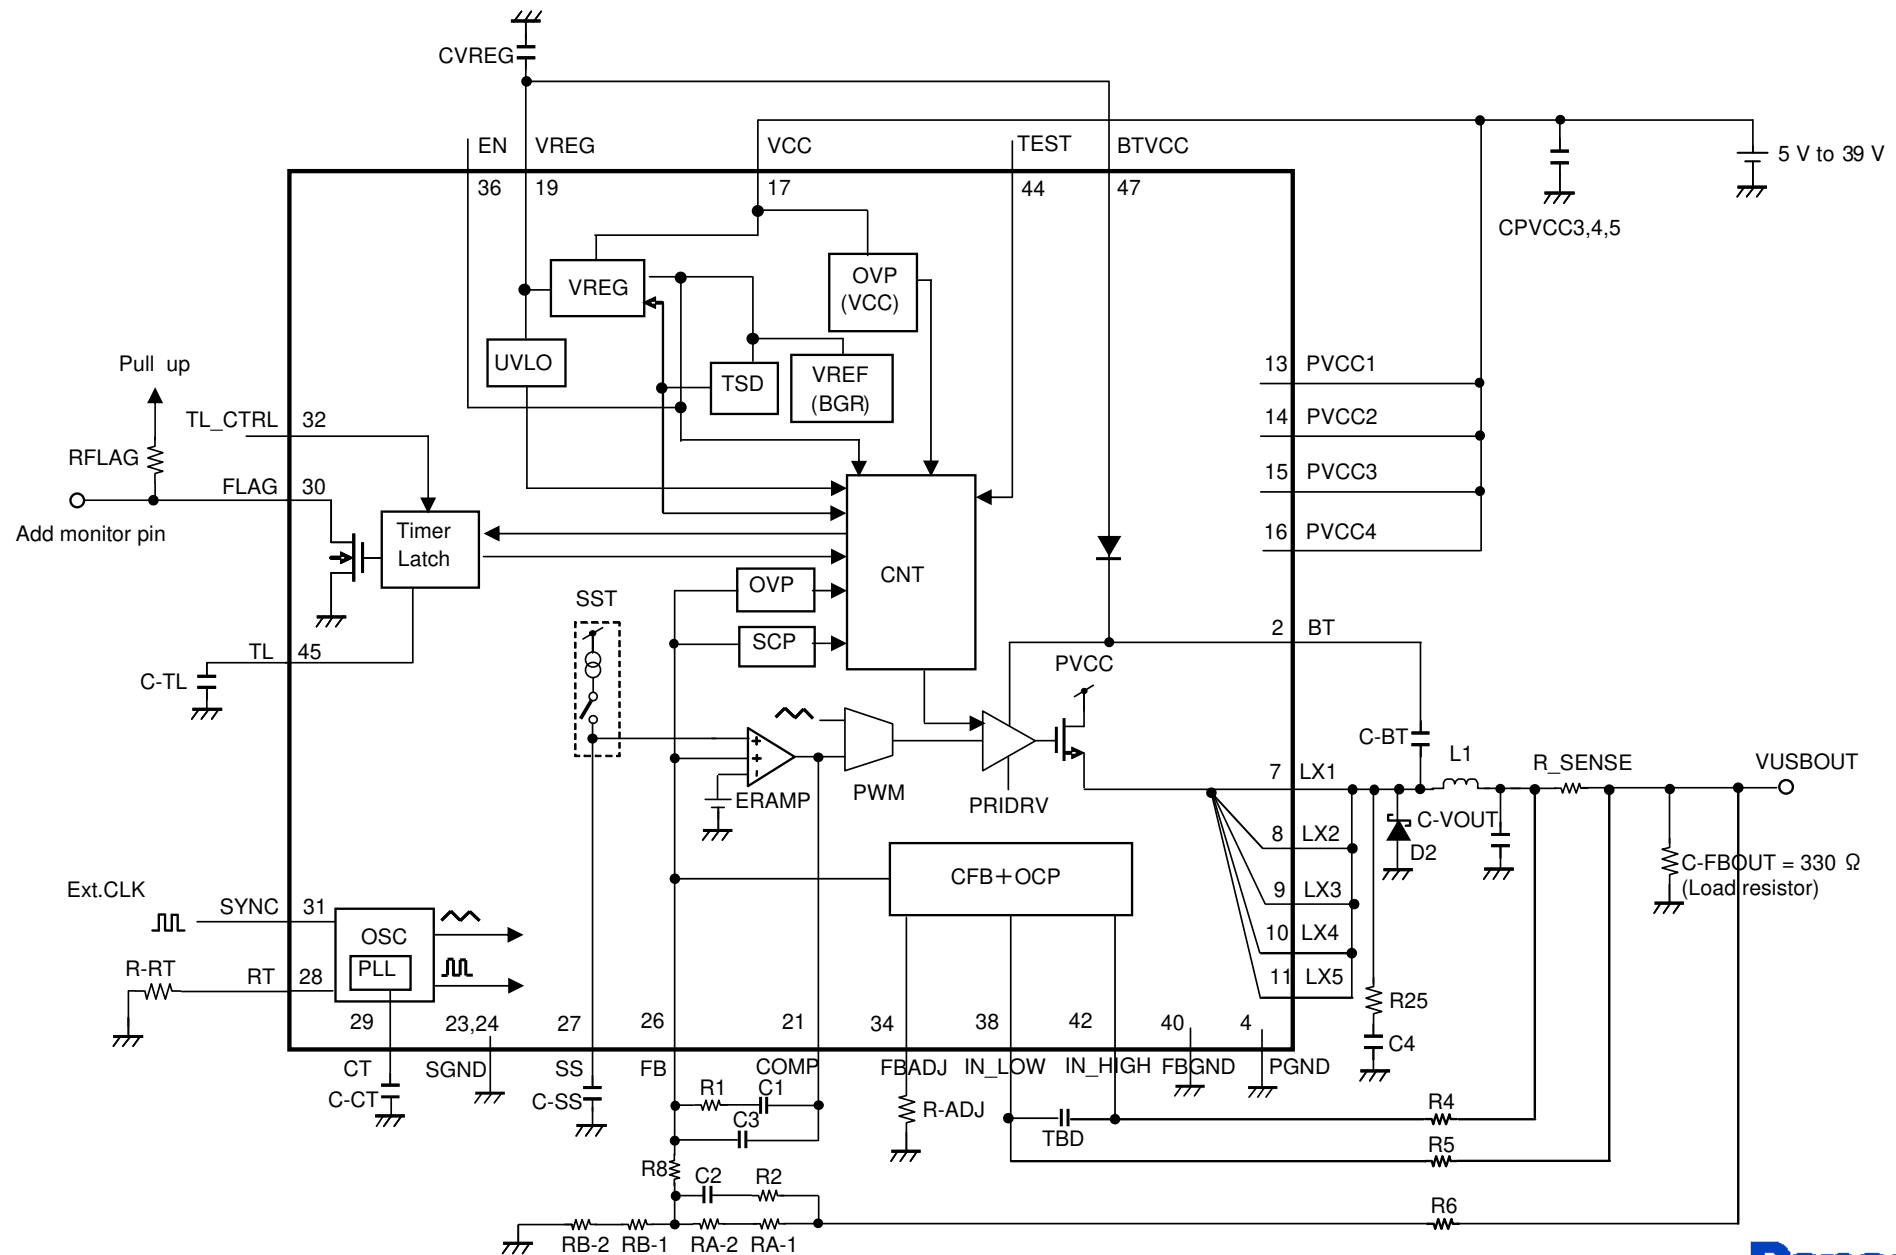 CVREG
EN
VREG
VCC
TEST
BTVCC
5 V to 39 V
36
19
17
44
47
CPVCC3,4,5
VREG
OVP
(VCC)
UVLO
TSD
VREF
(BGR)
13
PVCC1
14
PVCC2
15
PVCC3
16
PVCC4
Pull up
TL_CTRL
32
RFLAG
FLAG
30
Add monitor pin
Timer
Latch
CNT
OVP
SCP
SST
2
BT
TL
45
C-TL
PVCC
C-BT
L1
R_SENSE
VUSBOUT
7
LX1
ERAMP
PWM
PRIDRV
8
LX2
C-VOUT
D2
C-FBOUT = 330 Ω
(Load resistor)
CFB+OCP
9
LX3
10
LX4
11
LX5
Ext.CLK
SYNC
31
OSC
PLL
R-RT
RT
28
R25
C4
29
23,24
27
26
21
34
38
42
40
4
CT
SGND
SS
FB
COMP
FBADJ
IN_LOW
IN_HIGH
FBGND
PGND
C-CT
C-SS
R1
C1
C3
R-ADJ
TBD
R4
R5
R8
C2
R2
R6
RB-2
RB-1
RA-2
RA-1